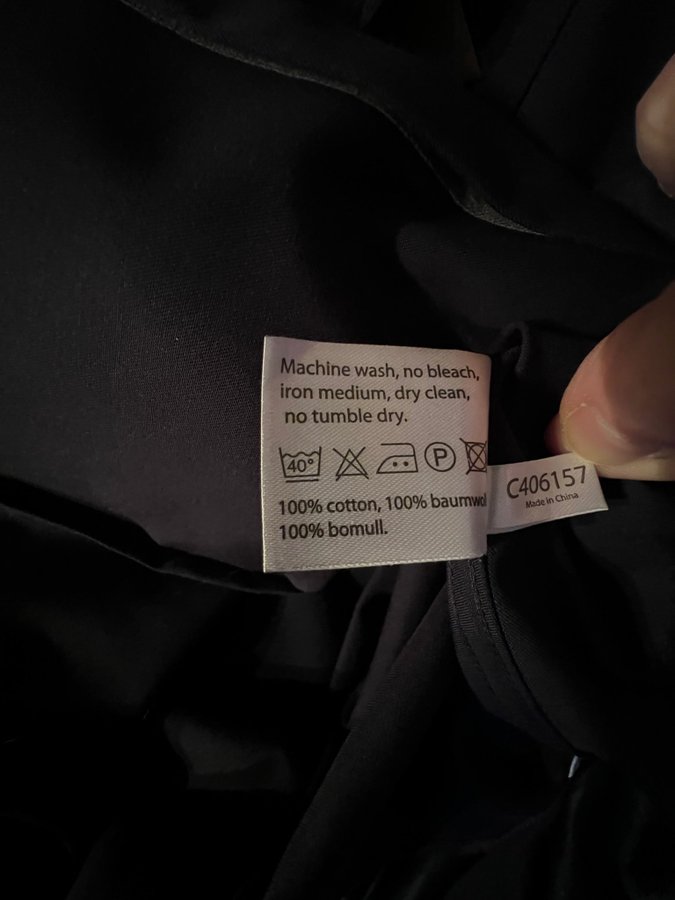 Machine wash, no bleach,
iron medium, dry clean,
no tumble dry.
40°
P
100% cotton, 100% baumwol
100% bomull.
C406157
Made in China